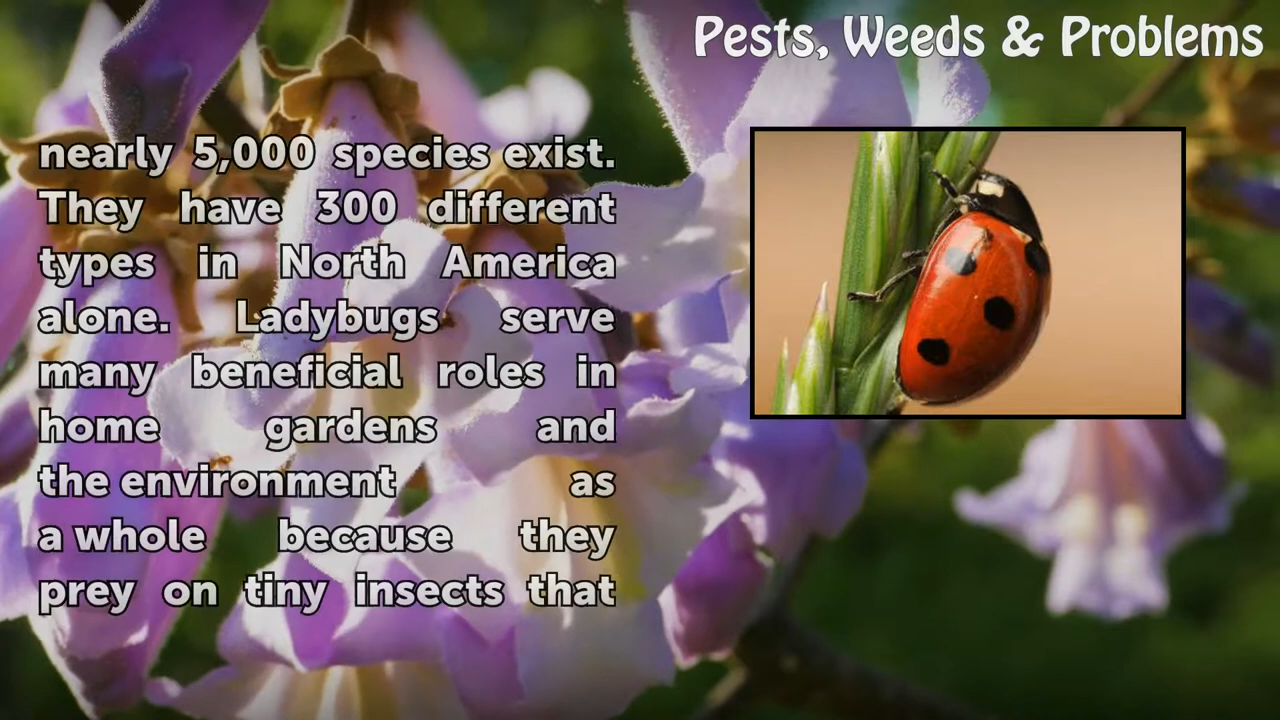 Pests, Weeds & Problems
nearly 5,000 species exist.
They have 300 different
types in North America
alone. Ladybugs serve
many beneficial roles in
home gardens and
the environment as
a whole because they
prey on tiny insects that